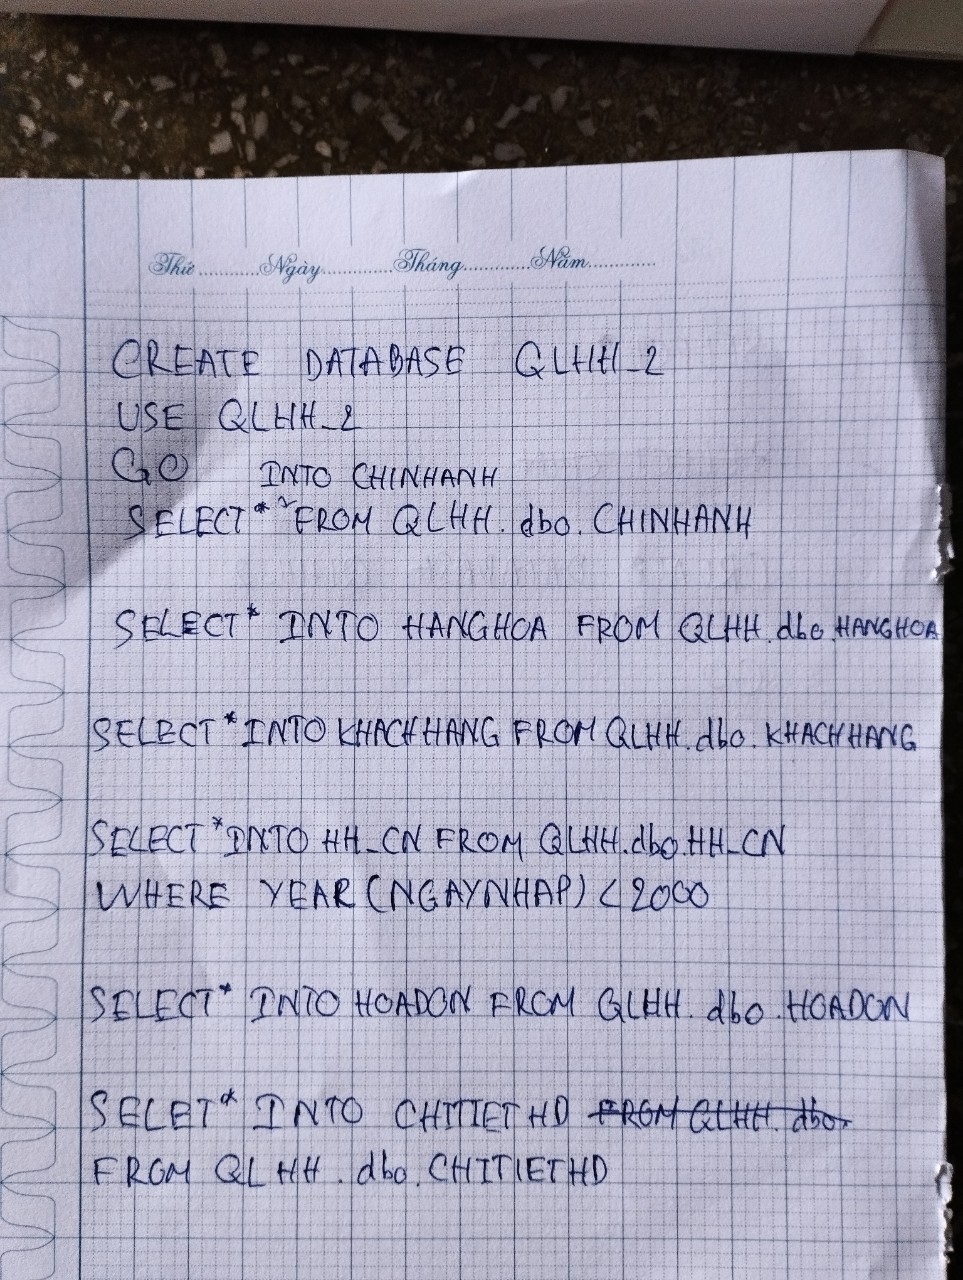 Thứ............Ngày............Tháng............Năm............
CREATE DATABASE QLHH_2
USE QLHH_2
GO INTO CHINHANH
SELECT * FROM QLHH. dbo. CHINHANH
SELECT * INTO HANGHOA FROM QLHH. dbo. HANGHOA
SELECT * INTO KHACHHANG FROM QLHH. dbo. KHACHHANG
SELECT * INTO HH_CN FROM QLHH.dbo.HH_CN
WHERE YEAR (NGAYNHAP) < 2000
SELECT * INTO HOADON FROM QLHH. dbo. HOADON
SELET * INTO CHITIETHD FROM QLHH. dbo.
FROM QLHH. dbo. CHITIETHD